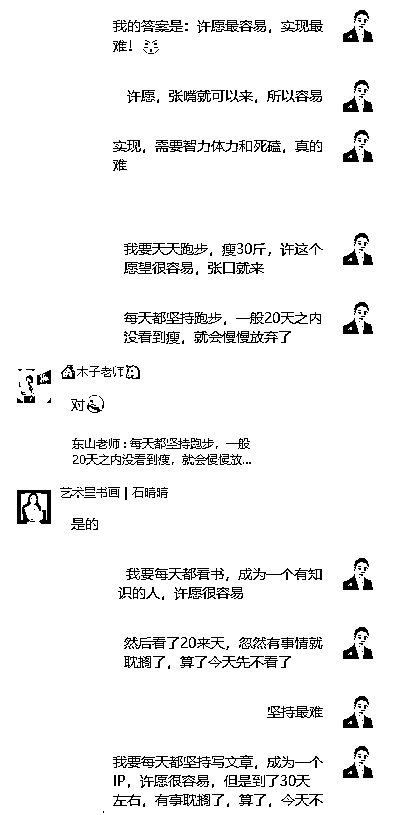 我的答案是：许愿最容易，实现最
难！
许愿，张嘴就可以来，所以容易
实现，需要智力体力和死磕，真的
难
我要天天跑步，瘦30斤，许这个
愿望很容易，张口就来
每天都坚持跑步，一般20天之内
没看到瘦，就会慢慢放弃了
木子老师
对
东山老师：每天都坚持跑步，一般
20天之内没看到瘦，就会慢慢放...
艺术里书画 | 石晴晴
是的
我要每天都看书，成为一个有知
识的人，许愿很容易
然后看了20来天，忽然有事情就
耽搁了，算了今天先不看了
坚持最难
我要每天都坚持写文章，成为一个
IP，许愿很容易，但是到了30天
左右，有事耽搁了，算了，今天不